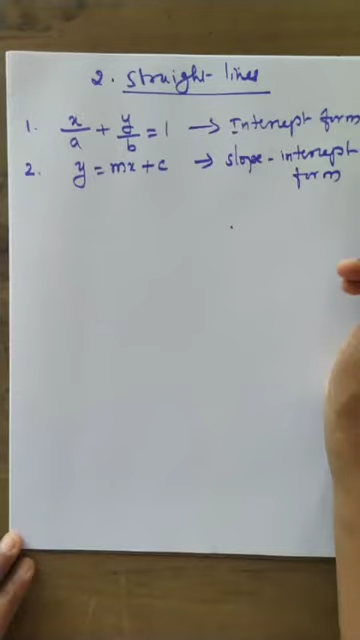 2. Straight-lines
1. x/a + y/b = 1 → Intercept form
2. y = mx + c → slope-intercept
form